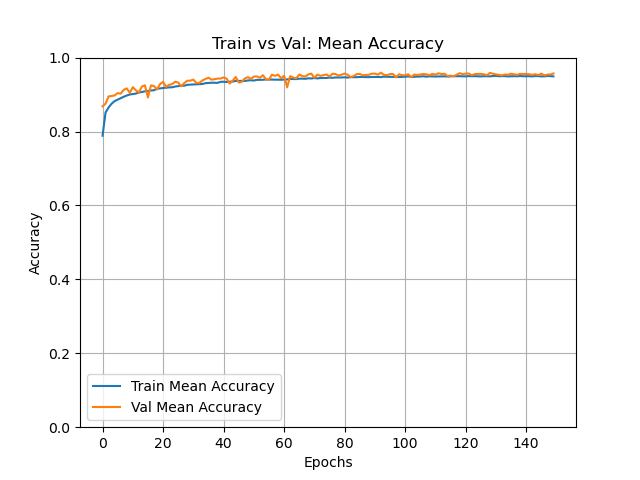 Train vs Val: Mean Accuracy
1.0
0.8
0.6
0.4
0.2
0.0
Accuracy
Train Mean Accuracy
Val Mean Accuracy
0 20 40 60 80 100 120 140
Epochs